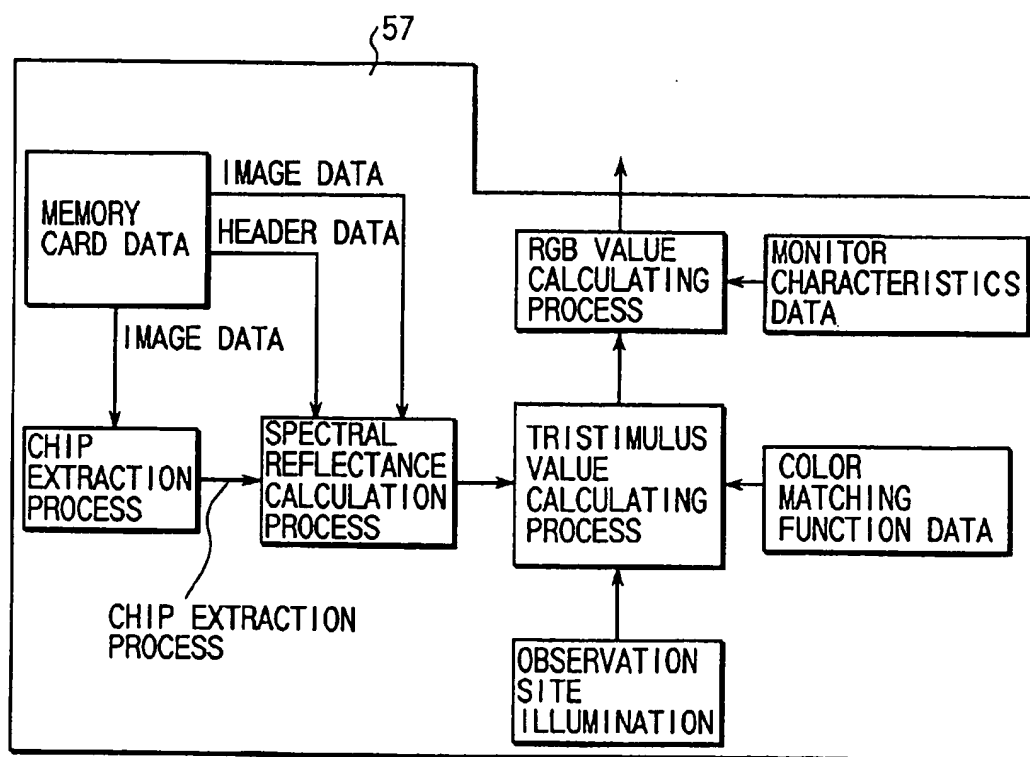 57
MEMORY
CARD DATA
IMAGE DATA
HEADER DATA
IMAGE DATA
CHIP
EXTRACTION
PROCESS
SPECTRAL
REFLECTANCE
CALCULATION
PROCESS
CHIP EXTRACTION
PROCESS
RGB VALUE
CALCULATING
PROCESS
MONITOR
CHARACTERISTICS
DATA
TRISTIMULUS
VALUE
CALCULATING
PROCESS
COLOR
MATCHING
FUNCTION DATA
OBSERVATION
SITE
ILLUMINATION